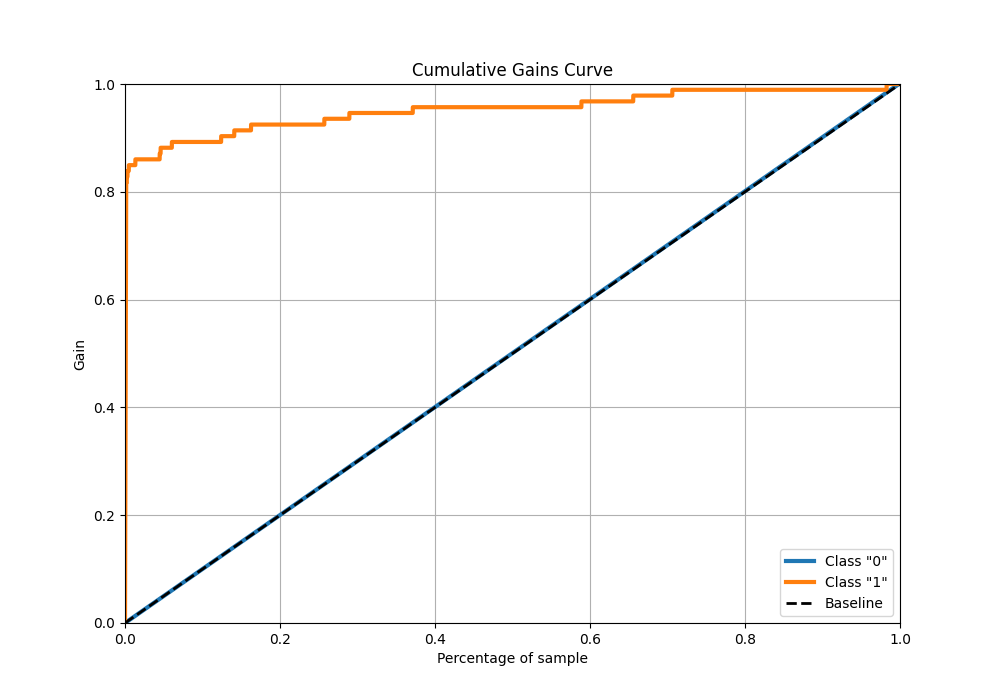 Cumulative Gains Curve
1.0
0.8
0.6
0.4
0.2
0.0
Gain
0.0 0.2 0.4 0.6 0.8 1.0
Percentage of sample
Class "0"
Class "1"
Baseline